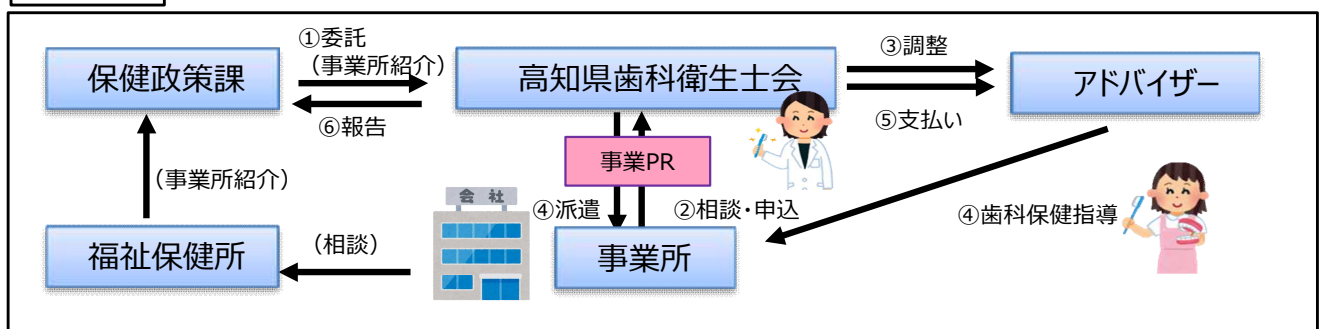 ①委託
（事業所紹介）
③調整
保健政策課
高知県歯科衛生士会
アドバイザー
⑥報告
⑤支払い
事業PR
（事業所紹介）
会社
④派遣
②相談・申込
④歯科保健指導
福祉保健所
（相談）
事業所